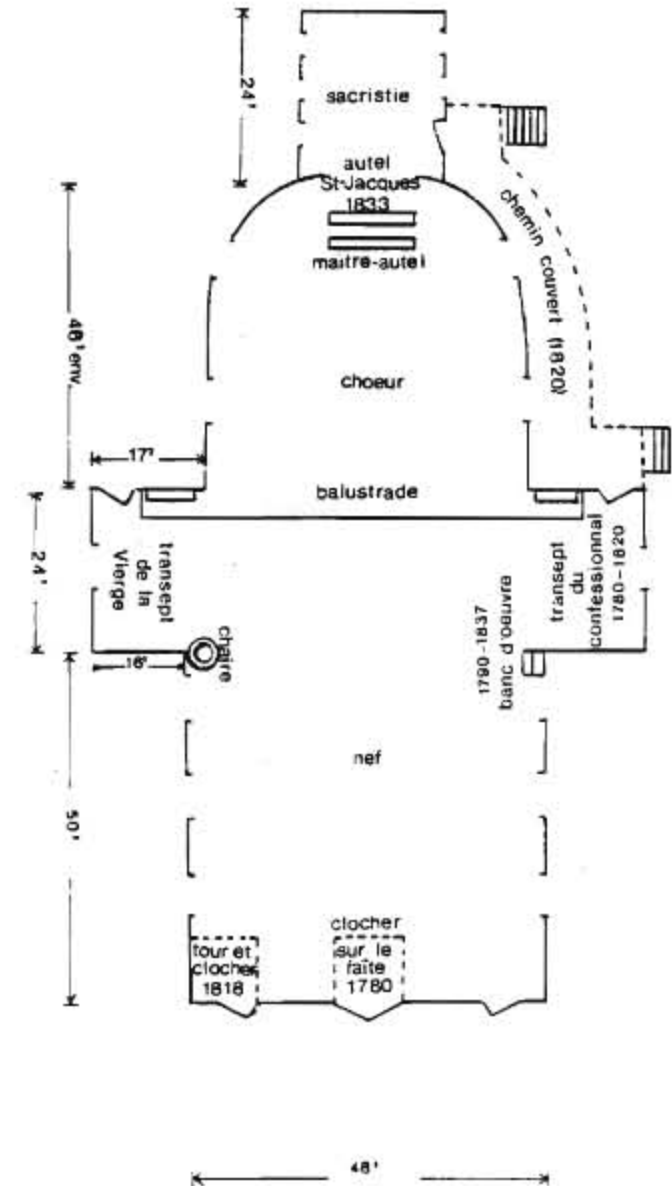 24'
sacristie
autel
St-Jacques
1833
maître-autel
chemin couvert (1820)
48' env.
choeur
17'
balustrade
24'
transept
de la
Vierge
transept
du
confessionnal
1780-1820
16'
chaire
1790-1837
banc d'oeuvre
nef
50'
clocher
sur le
faîte
1780
tour et
clocher
1818
48'